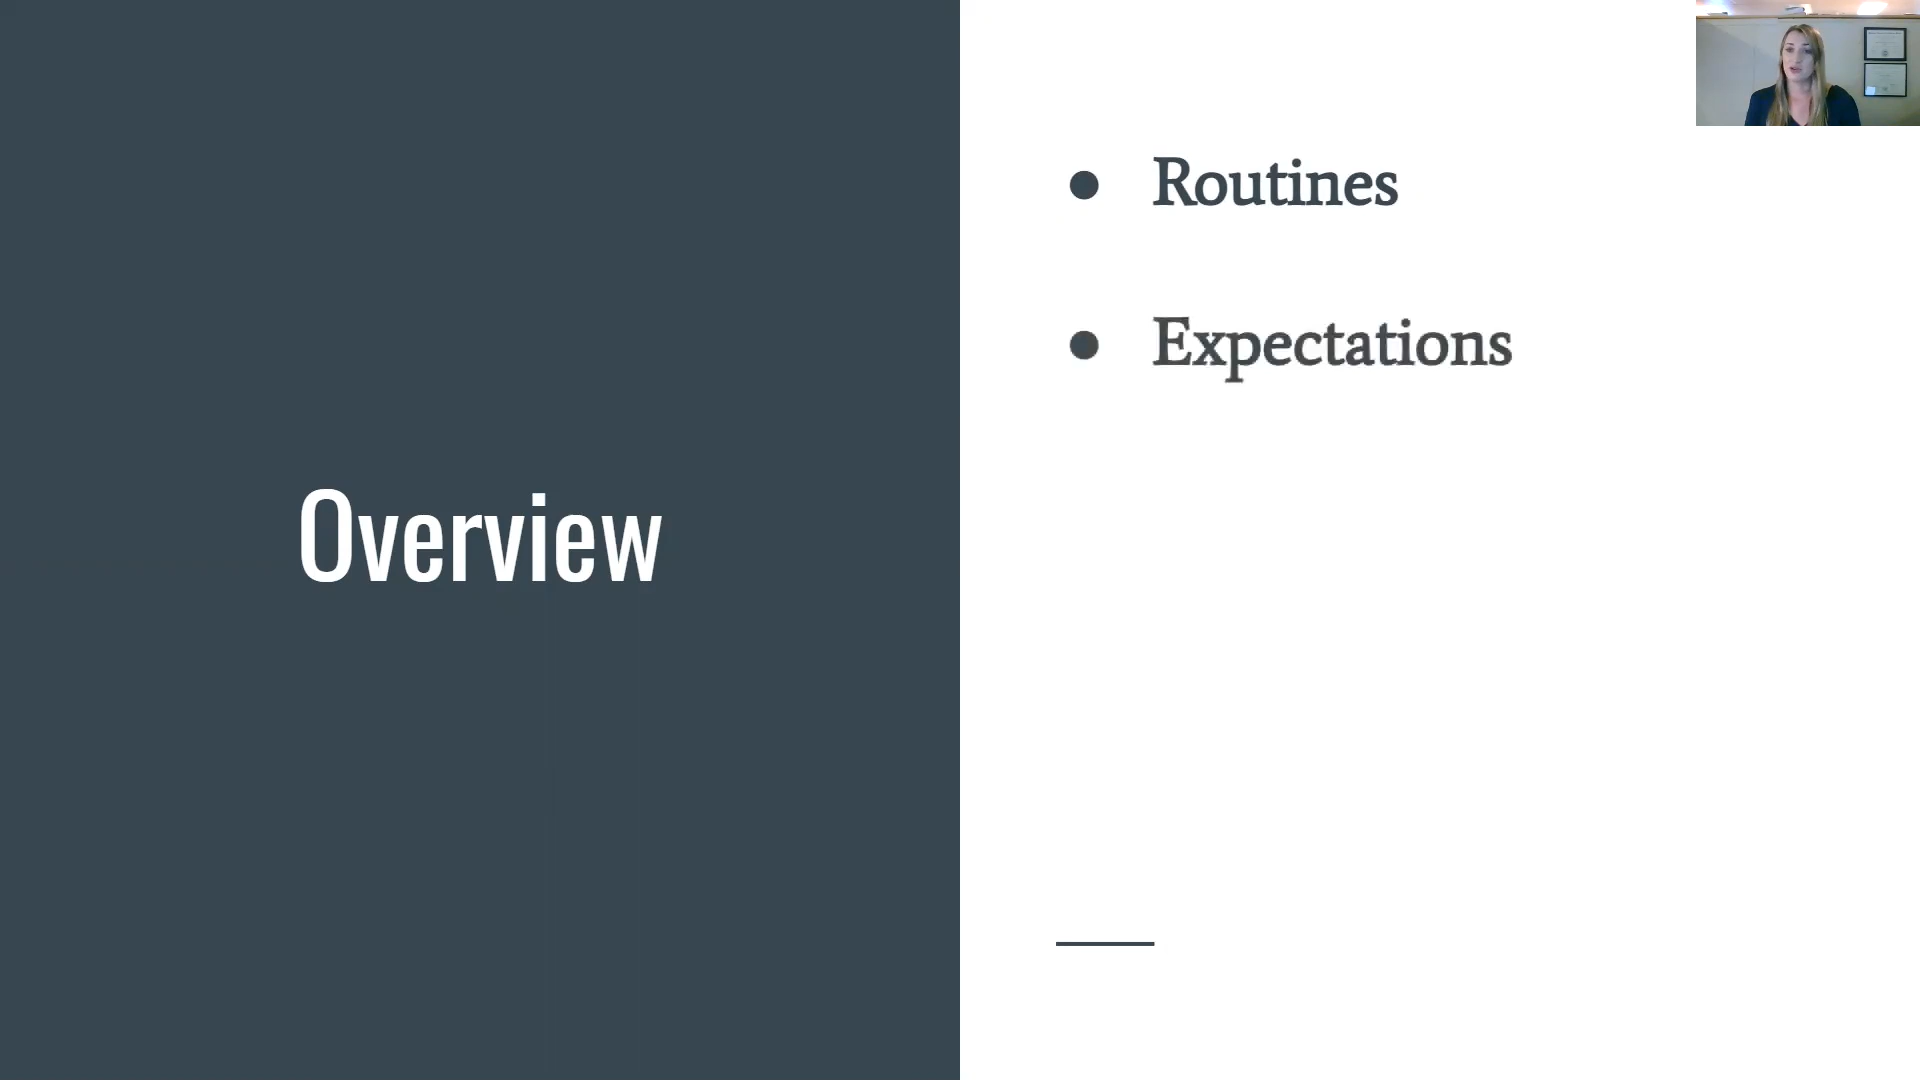 Overview
● Routines
● Expectations